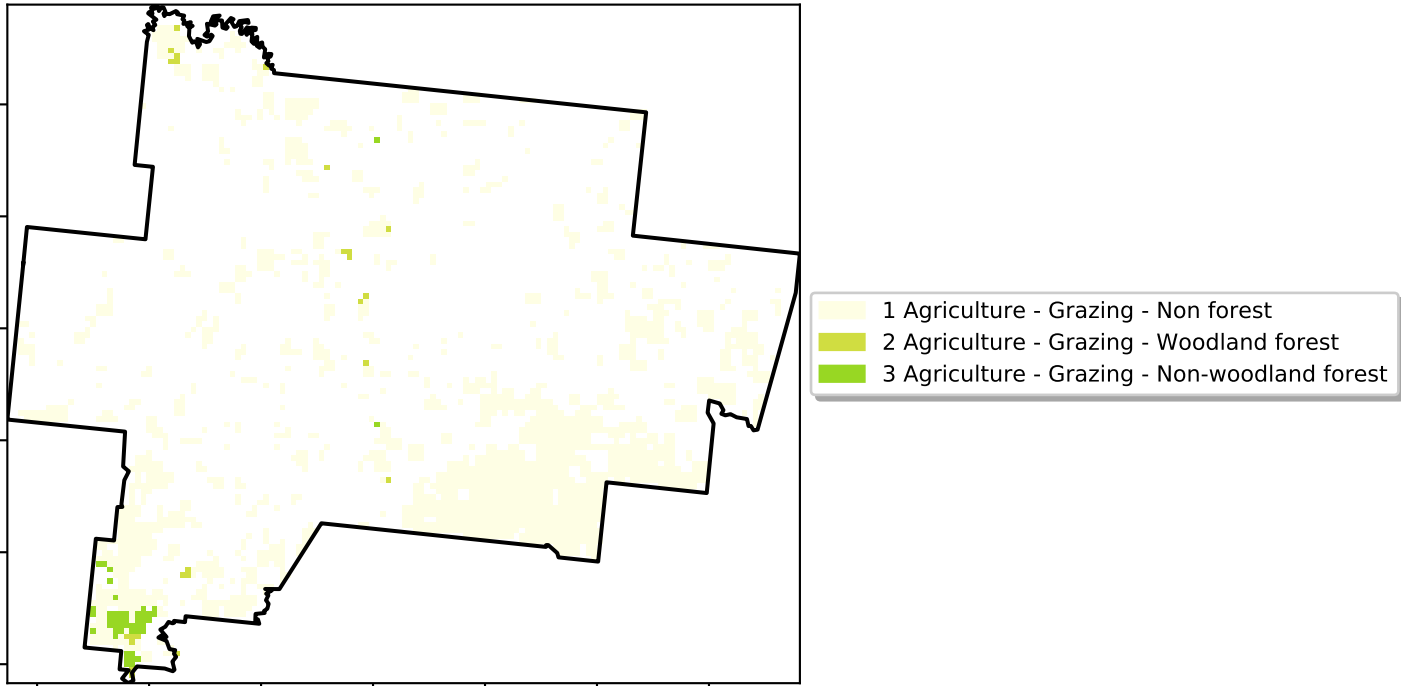 1 Agriculture - Grazing - Non forest
2 Agriculture - Grazing - Woodland forest
3 Agriculture - Grazing - Non-woodland forest